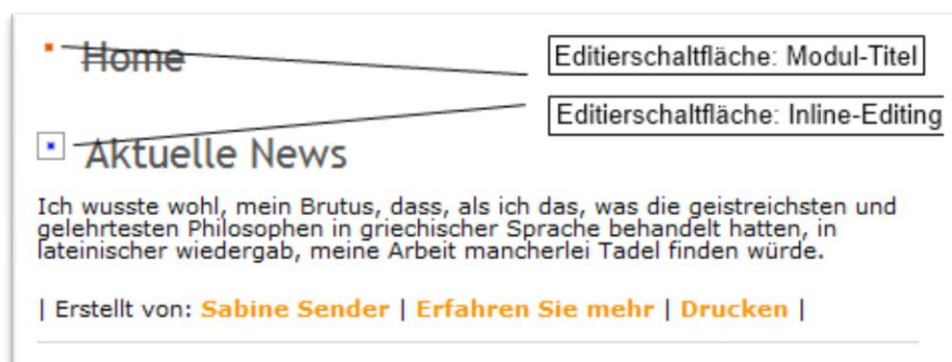 Home
Editierschaltfläche: Modul-Titel
Editierschaltfläche: Inline-Editing
Aktuelle News
Ich wusste wohl, mein Brutus, dass, als ich das, was die geistreichsten und
gelehrtesten Philosophen in griechischer Sprache behandelt hatten, in
lateinischer wiedergab, meine Arbeit mancherlei Tadel finden würde.
| Erstellt von: Sabine Sender | Erfahren Sie mehr | Drucken |